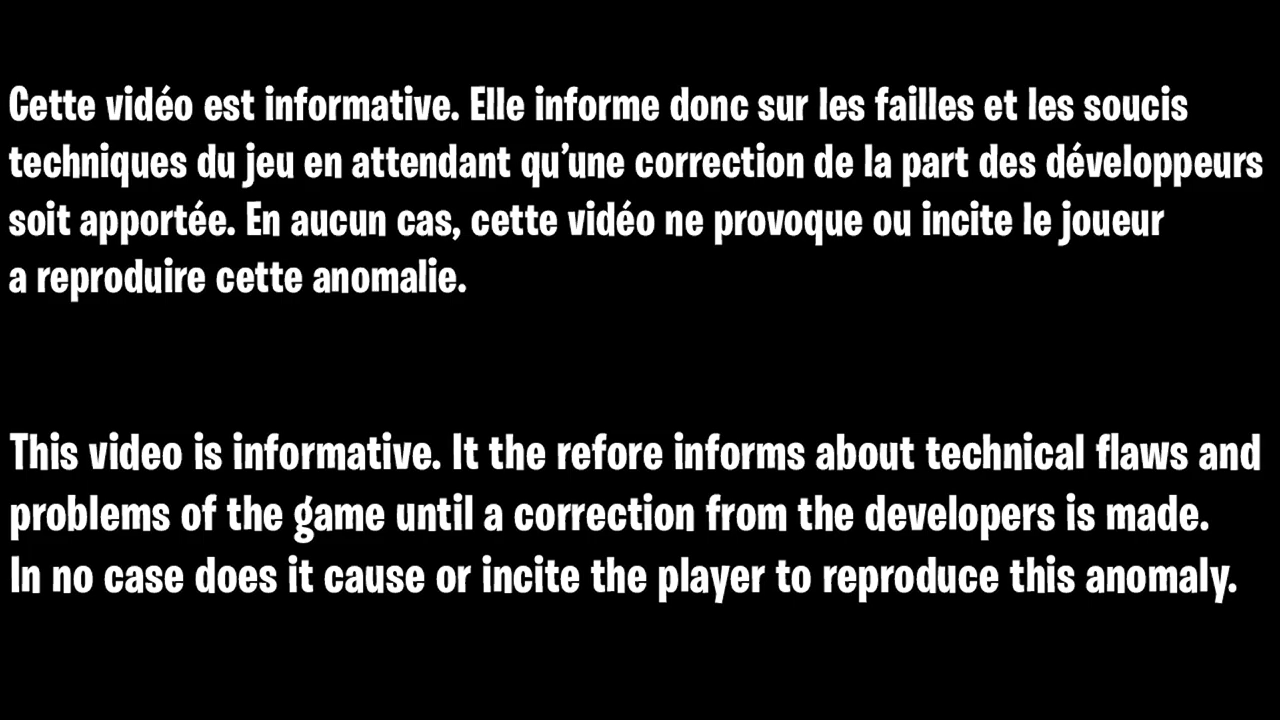 Cette vidéo est informative. Elle informe donc sur les failles et les soucis
techniques du jeu en attendant qu’une correction de la part des développeurs
soit apportée. En aucun cas, cette vidéo ne provoque ou incite le joueur
a reproduire cette anomalie.
This video is informative. It the refore informs about technical flaws and
problems of the game until a correction from the developers is made.
In no case does it cause or incite the player to reproduce this anomaly.